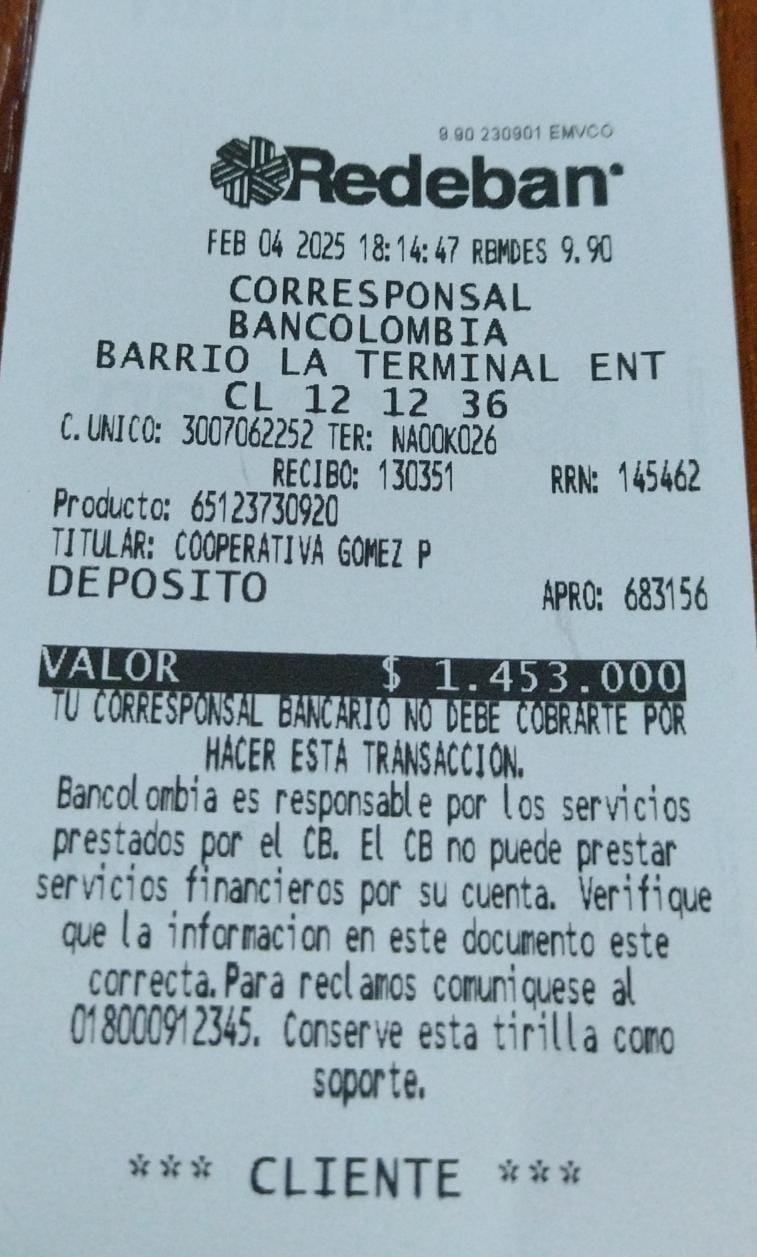 9.90 230901 EMVCO
Redeban
FEB 04 2025 18:14:47 RBMDES 9.90
CORRESPONSAL
BANCOLOMBIA
BARRIO LA TERMINAL ENT
CL 12 12 36
C.UNICO: 3007062252 TER: NA00K026
RECIBO: 130351 RRN: 145462
Producto: 65123730920
TITULAR: COOPERATIVA GOMEZ P
DEPOSITO APRO: 683156
VALOR $ 1.453.000
TU CORRESPONSAL BANCARIO NO DEBE COBRARTE POR
HACER ESTA TRANSACCION.
Bancolombia es responsable por los servicios
prestados por el CB. El CB no puede prestar
servicios financieros por su cuenta. Verifique
que la informacion en este documento este
correcta.Para reclamos comuniquese al
018000912345. Conserve esta tirilla como
soporte.
*** CLIENTE ***